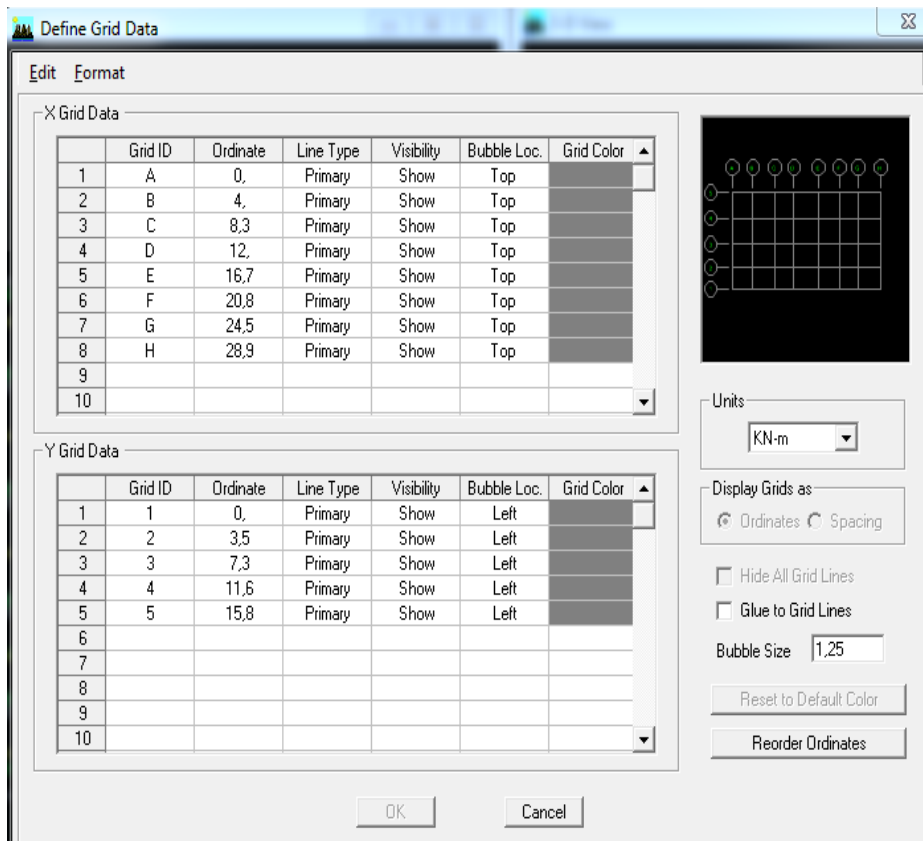 Define Grid Data
Edit Format
X Grid Data
Grid ID Ordinate Line Type Visibility Bubble Loc. Grid Color
1 A 0, Primary Show Top
2 B 4, Primary Show Top
3 C 8,3 Primary Show Top
4 D 12, Primary Show Top
5 E 16,7 Primary Show Top
6 F 20,8 Primary Show Top
7 G 24,5 Primary Show Top
8 H 28,9 Primary Show Top
9
10
Units
KN-m
Y Grid Data
Grid ID Ordinate Line Type Visibility Bubble Loc. Grid Color
1 1 0, Primary Show Left
2 2 3,5 Primary Show Left
3 3 7,3 Primary Show Left
4 4 11,6 Primary Show Left
5 5 15,8 Primary Show Left
6
7
8
9
10
Display Grids as
Ordinates Spacing
Hide All Grid Lines
Glue to Grid Lines
Bubble Size 1,25
Reset to Default Color
Reorder Ordinates
OK Cancel